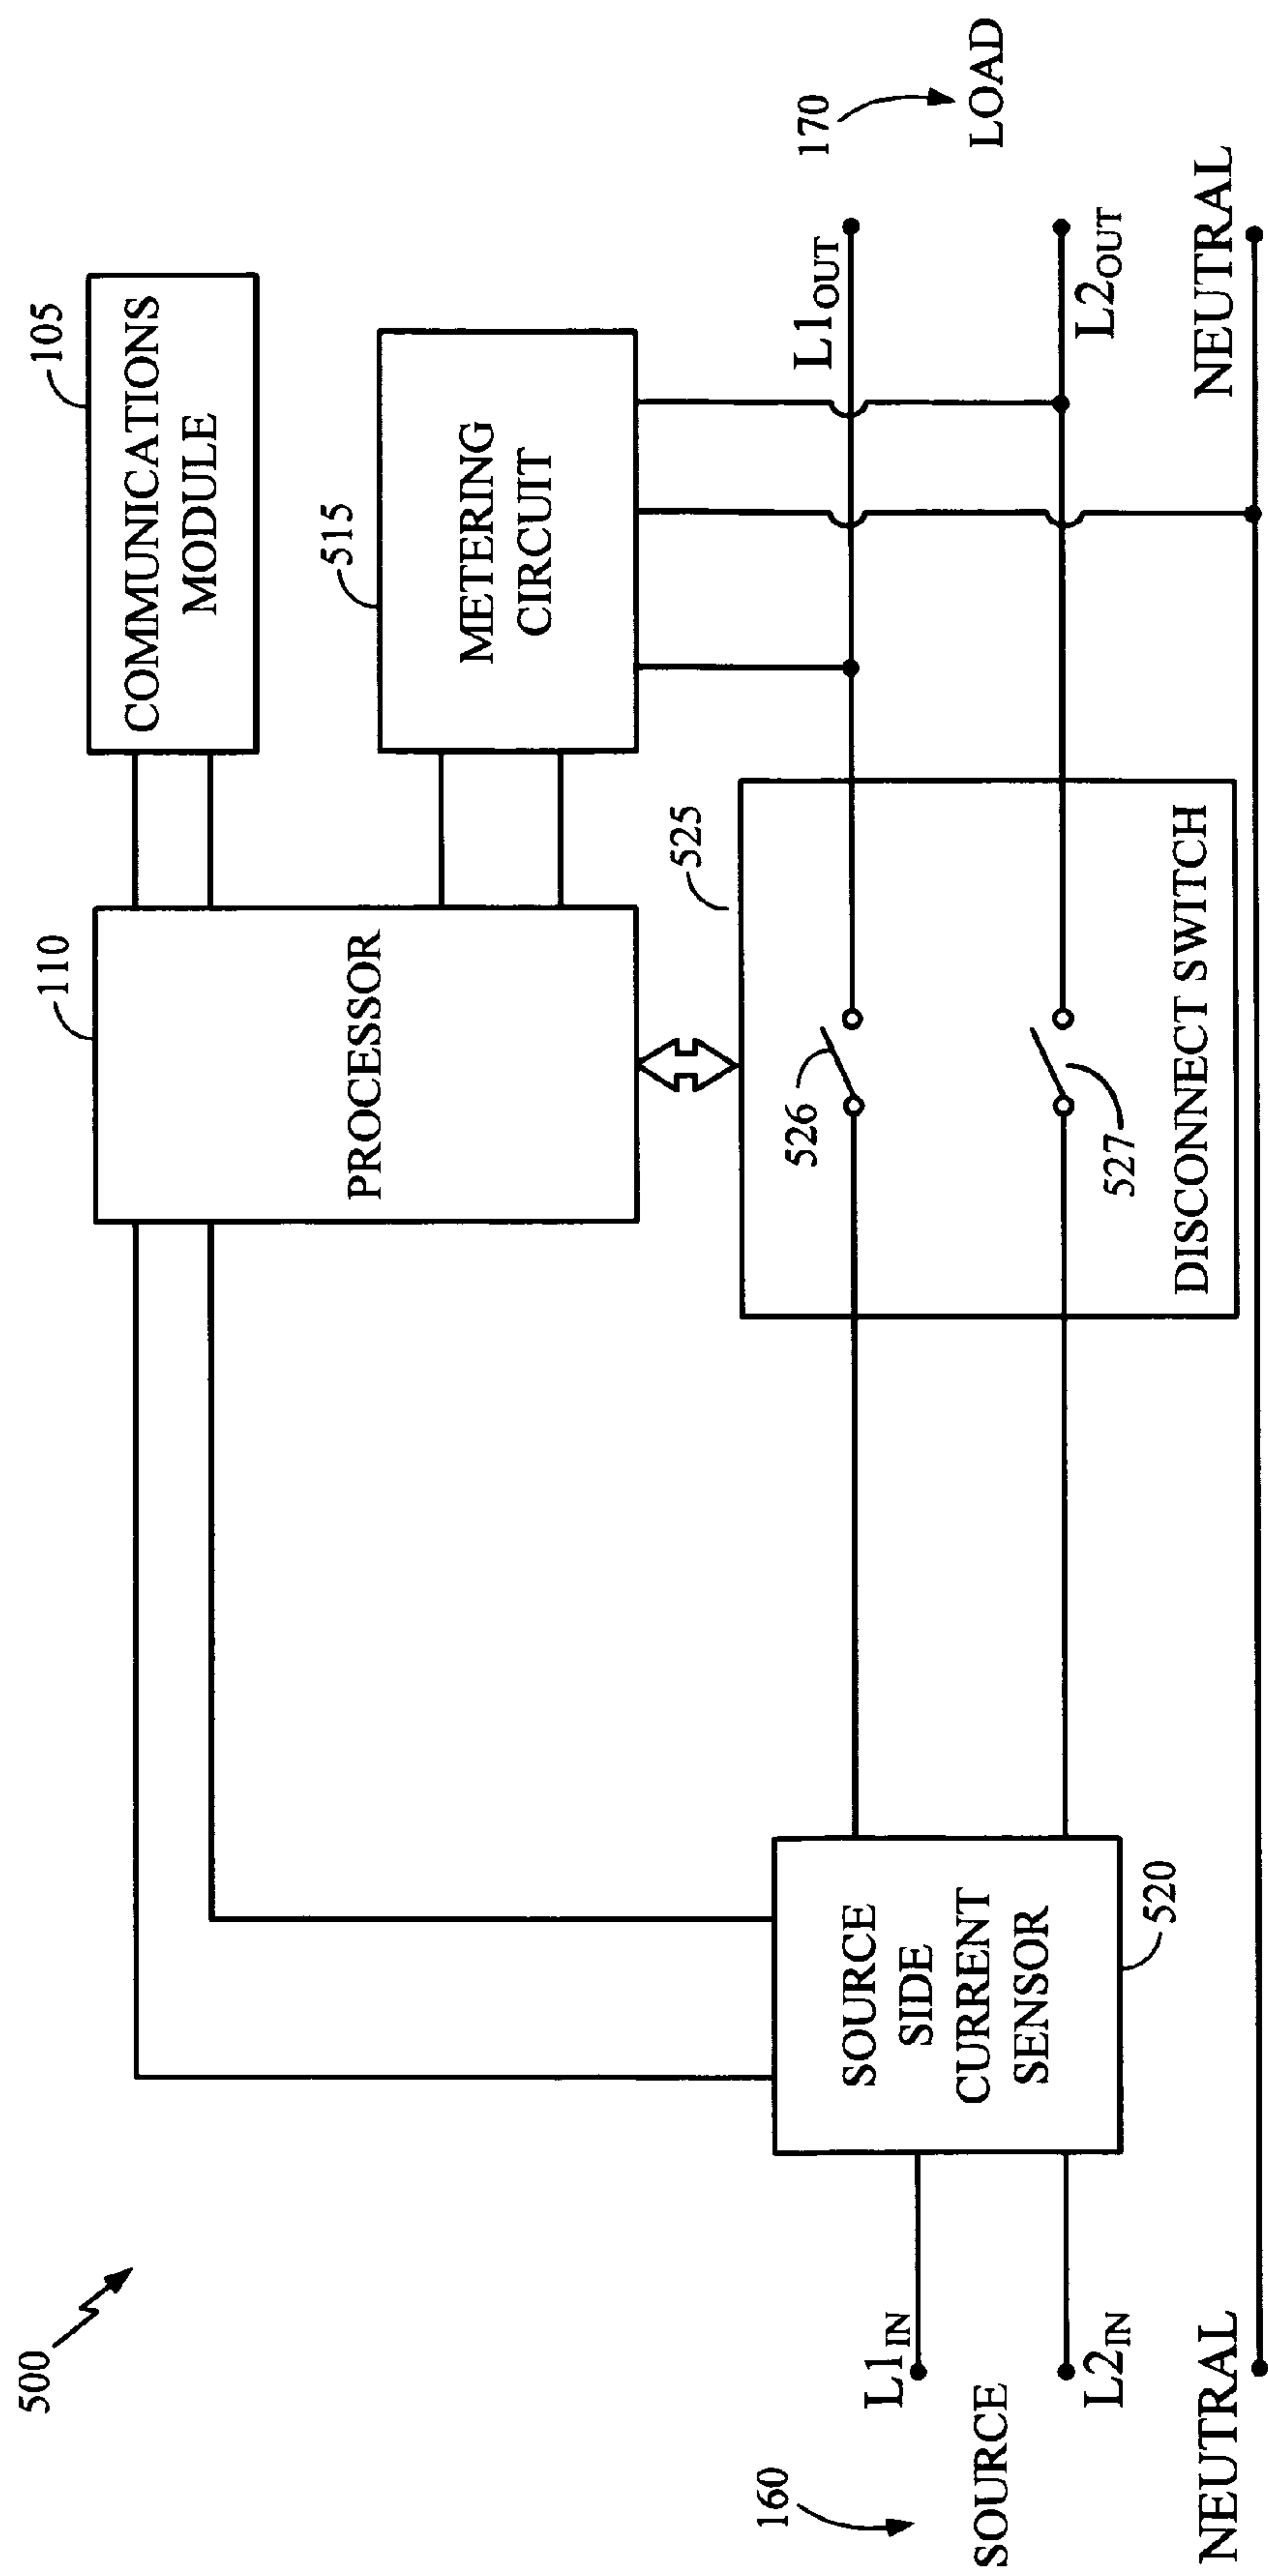 500
110
105
COMMUNICATIONS
MODULE
PROCESSOR
515
METERING
CIRCUIT
525
526
527
DISCONNECT SWITCH
SOURCE
SIDE
CURRENT
SENSOR
520
160
SOURCE
L1IN
L2IN
NEUTRAL
170
LOAD
L1OUT
L2OUT
NEUTRAL